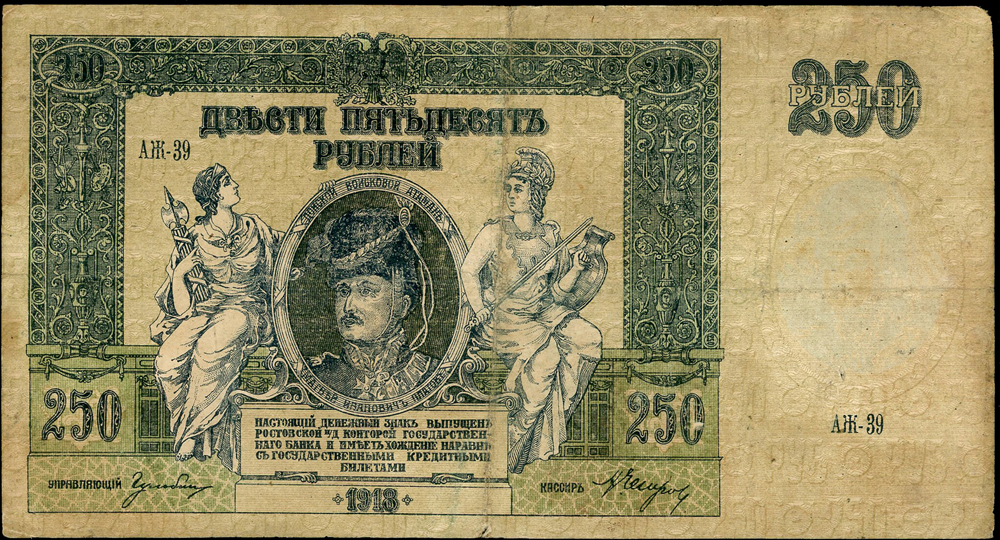 250
250
250
РУБЛЕЙ
ДВѢСТИ ПЯТЬДЕСЯТЪ
РУБЛЕЙ
АЖ-39
ДОНСКОЙ ВОЙСКОВОЙ АТАМАНЪ
МАТВѢЙ ИВАНОВИЧЪ ПЛАТОВЪ
250
250
АЖ-39
НАСТОЯЩІЙ ДЕНЕЖНЫЙ ЗНАКЪ ВЫПУЩЕНЪ
РОСТОВСКОЙ Н/Д КОНТОРОЙ ГОСУДАРСТВЕН-
НАГО БАНКА И ИМѢЕТЪ ХОЖДЕНІЕ НАРАВНѢ
СЪ ГОСУДАРСТВЕННЫМИ КРЕДИТНЫМИ
БИЛЕТАМИ
УПРАВЛЯЮЩІЙ
КАССИРЪ
1918